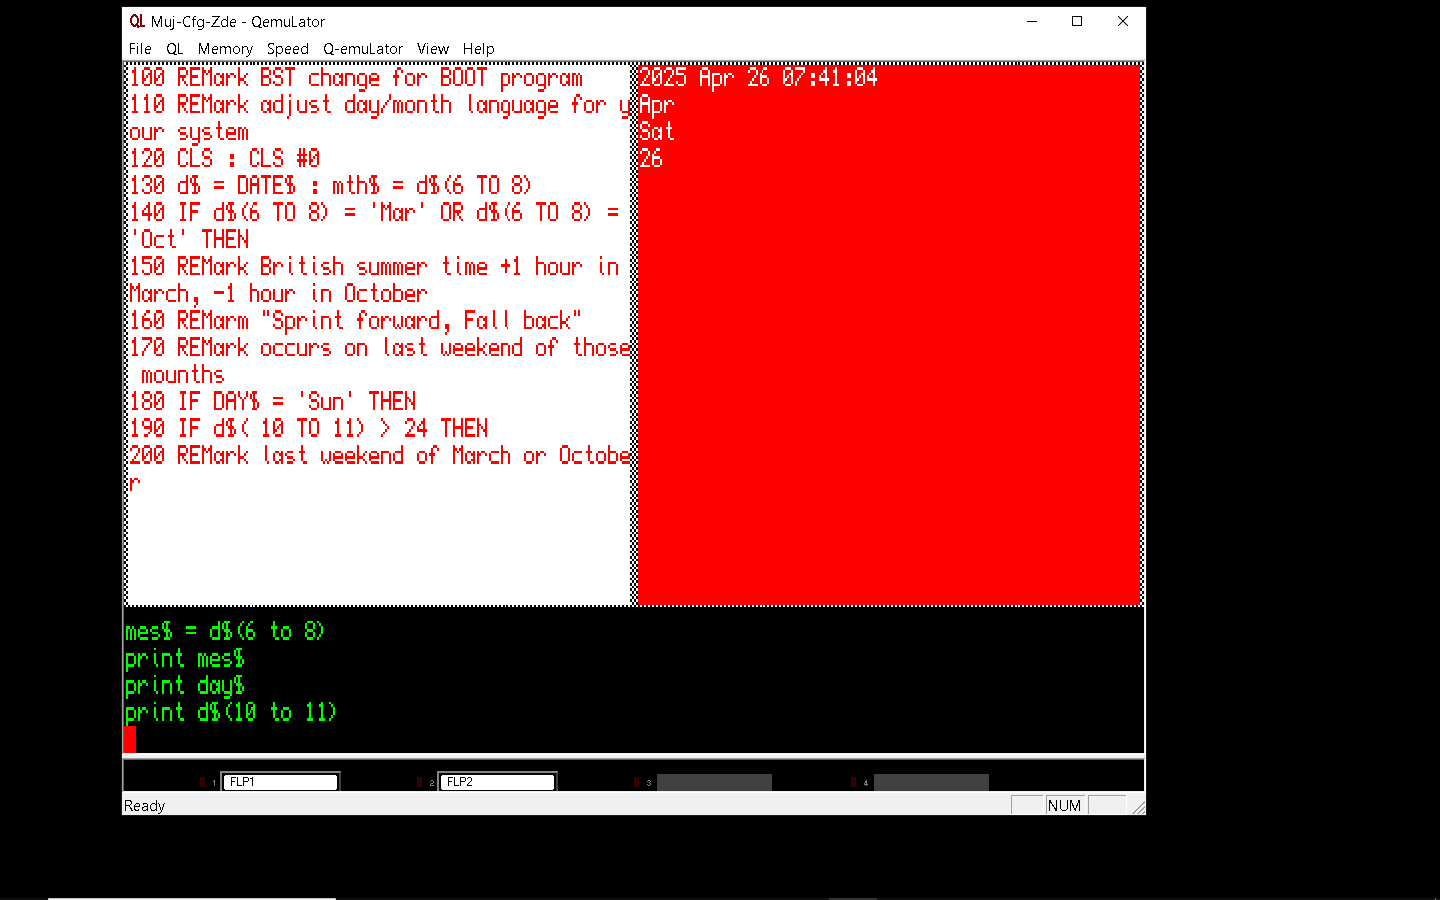 QL Muj-Cfg-Zde - QemuLator
File QL Memory Speed Q-emuLator View Help
100 REMark BST change for BOOT program
110 REMark adjust day/month language for y
our system
120 CLS : CLS #0
130 d$ = DATE$ : mth$ = d$(6 TO 8)
140 IF d$(6 TO 8) = 'Mar' OR d$(6 TO 8) =
'Oct' THEN
150 REMark British summer time +1 hour in
March, -1 hour in October
160 REMarm "Sprint forward, Fall back"
170 REMark occurs on last weekend of those
mounths
180 IF DAY$ = 'Sun' THEN
190 IF d$( 10 TO 11) > 24 THEN
200 REMark last weekend of March or Octobe
r
2025 Apr 26 07:41:04
Apr
Sat
26
mes$ = d$(6 to 8)
print mes$
print day$
print d$(10 to 11)
1 FLP1 2 FLP2 3 4
Ready NUM